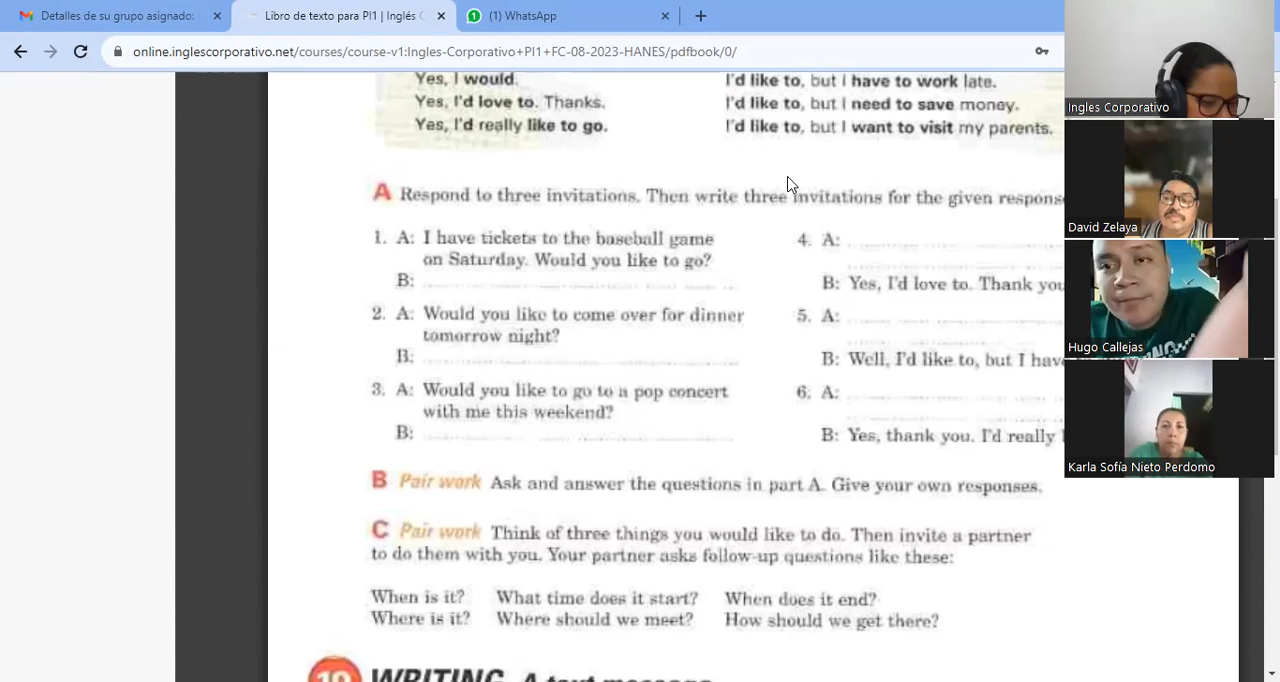 Detalles de su grupo asignado:
Libro de texto para PI1 | Inglés C
(1) WhatsApp
online.inglescorporativo.net/courses/course-v1:Ingles-Corporativo+PI1+FC-08-2023-HANES/pdfbook/0/
Yes, I would.
Yes, I'd love to. Thanks.
Yes, I'd really like to go.
I'd like to, but I have to work late.
I'd like to, but I need to save money.
I'd like to, but I want to visit my parents.
A Respond to three invitations. Then write three invitations for the given respons
1. A: I have tickets to the baseball game
on Saturday. Would you like to go?
B:
2. A: Would you like to come over for dinner
tomorrow night?
B:
3. A: Would you like to go to a pop concert
with me this weekend?
B:
4. A:
B: Yes, I'd love to. Thank you
5. A:
B: Well, I'd like to, but I have
6. A:
B: Yes, thank you. I'd really
B Pair work Ask and answer the questions in part A. Give your own responses.
C Pair work Think of three things you would like to do. Then invite a partner
to do them with you. Your partner asks follow-up questions like these:
When is it? What time does it start? When does it end?
Where is it? Where should we meet? How should we get there?
10 WRITING A text message
Ingles Corporativo
David Zelaya
Hugo Callejas
Karla Sofía Nieto Perdomo